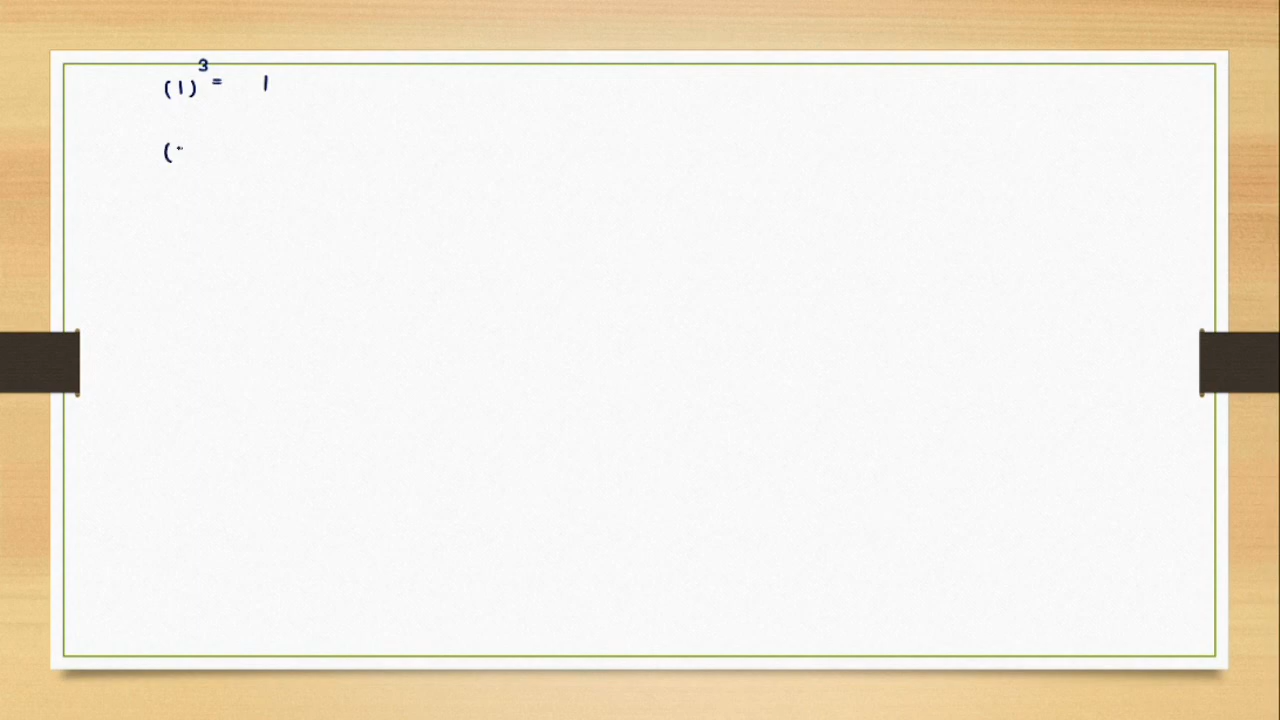 (1)³ = 1
(